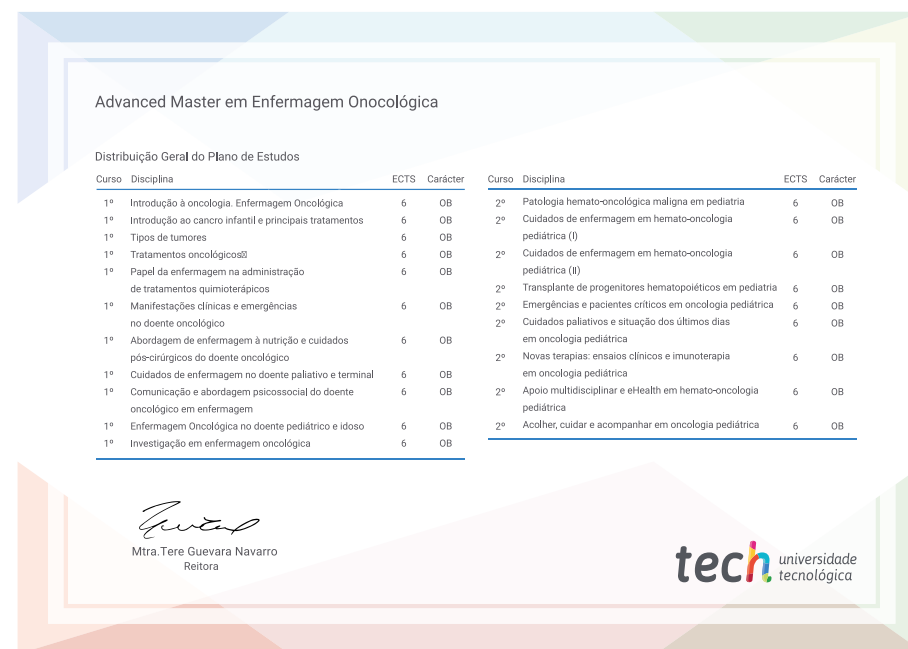 Advanced Master em Enfermagem Onocológica
Distribuição Geral do Plano de Estudos
Curso Disciplina ECTS Carácter
1º Introdução à oncologia. Enfermagem Oncológica 6 OB
1º Introdução ao cancro infantil e principais tratamentos 6 OB
1º Tipos de tumores 6 OB
1º Tratamentos oncológicos 6 OB
1º Papel da enfermagem na administração 6 OB
de tratamentos quimioterápicos
1º Manifestações clínicas e emergências 6 OB
no doente oncológico
1º Abordagem de enfermagem à nutrição e cuidados 6 OB
pós-cirúrgicos do doente oncológico
1º Cuidados de enfermagem no doente paliativo e terminal 6 OB
1º Comunicação e abordagem psicossocial do doente 6 OB
oncológico em enfermagem
1º Enfermagem Oncológica no doente pediátrico e idoso 6 OB
1º Investigação em enfermagem oncológica 6 OB
Curso Disciplina ECTS Carácter
2º Patologia hemato-oncológica maligna em pediatria 6 OB
2º Cuidados de enfermagem em hemato-oncologia 6 OB
pediátrica (I)
2º Cuidados de enfermagem em hemato-oncologia 6 OB
pediátrica (II)
2º Transplante de progenitores hematopoiéticos em pediatria 6 OB
2º Emergências e pacientes críticos em oncologia pediátrica 6 OB
2º Cuidados paliativos e situação dos últimos dias 6 OB
em oncologia pediátrica
2º Novas terapias: ensaios clínicos e imunoterapia 6 OB
em oncologia pediátrica
2º Apoio multidisciplinar e eHealth em hemato-oncologia 6 OB
pediátrica
2º Acolher, cuidar e acompanhar em oncologia pediátrica 6 OB
Mtra.Tere Guevara Navarro
Reitora
tech universidade
tecnológica